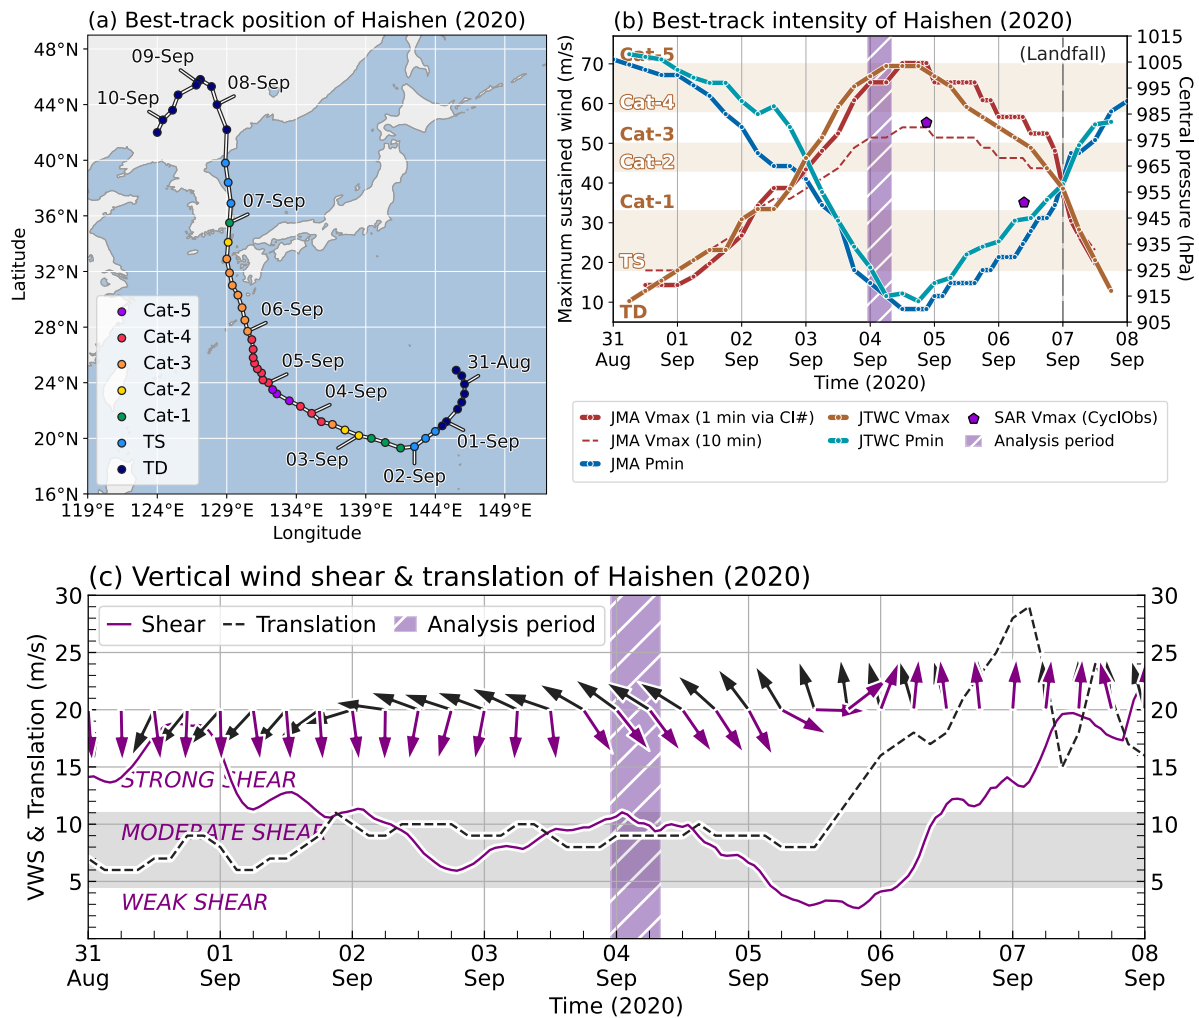 (a) Best-track position of Haishen (2020)
48°N
44°N
40°N
36°N
32°N
28°N
24°N
20°N
16°N
Latitude
09-Sep
08-Sep
10-Sep
07-Sep
06-Sep
05-Sep
31-Aug
04-Sep
01-Sep
03-Sep
02-Sep
Cat-5
Cat-4
Cat-3
Cat-2
Cat-1
TS
TD
119°E 124°E 129°E 134°E 139°E 144°E 149°E
Longitude
(b) Best-track intensity of Haishen (2020)
Maximum sustained wind (m/s)
70
60
50
40
30
20
10
Cat-5
Cat-4
Cat-3
Cat-2
Cat-1
TS
TD
(Landfall)
1015
1005
995
985
975
965
955
945
935
925
915
905
Central pressure (hPa)
31 01 02 03 04 05 06 07 08
Aug Sep Sep Sep Sep Sep Sep Sep Sep
Time (2020)
JMA Vmax (1 min via CI#)
JMA Vmax (10 min)
JMA Pmin
JTWC Vmax
JTWC Pmin
SAR Vmax (CyclObs)
Analysis period
(c) Vertical wind shear & translation of Haishen (2020)
VWS & Translation (m/s)
30
25
20
15
10
5
Shear Translation Analysis period
STRONG SHEAR
MODERATE SHEAR
WEAK SHEAR
30
25
20
15
10
5
31 01 02 03 04 05 06 07 08
Aug Sep Sep Sep Sep Sep Sep Sep Sep
Time (2020)